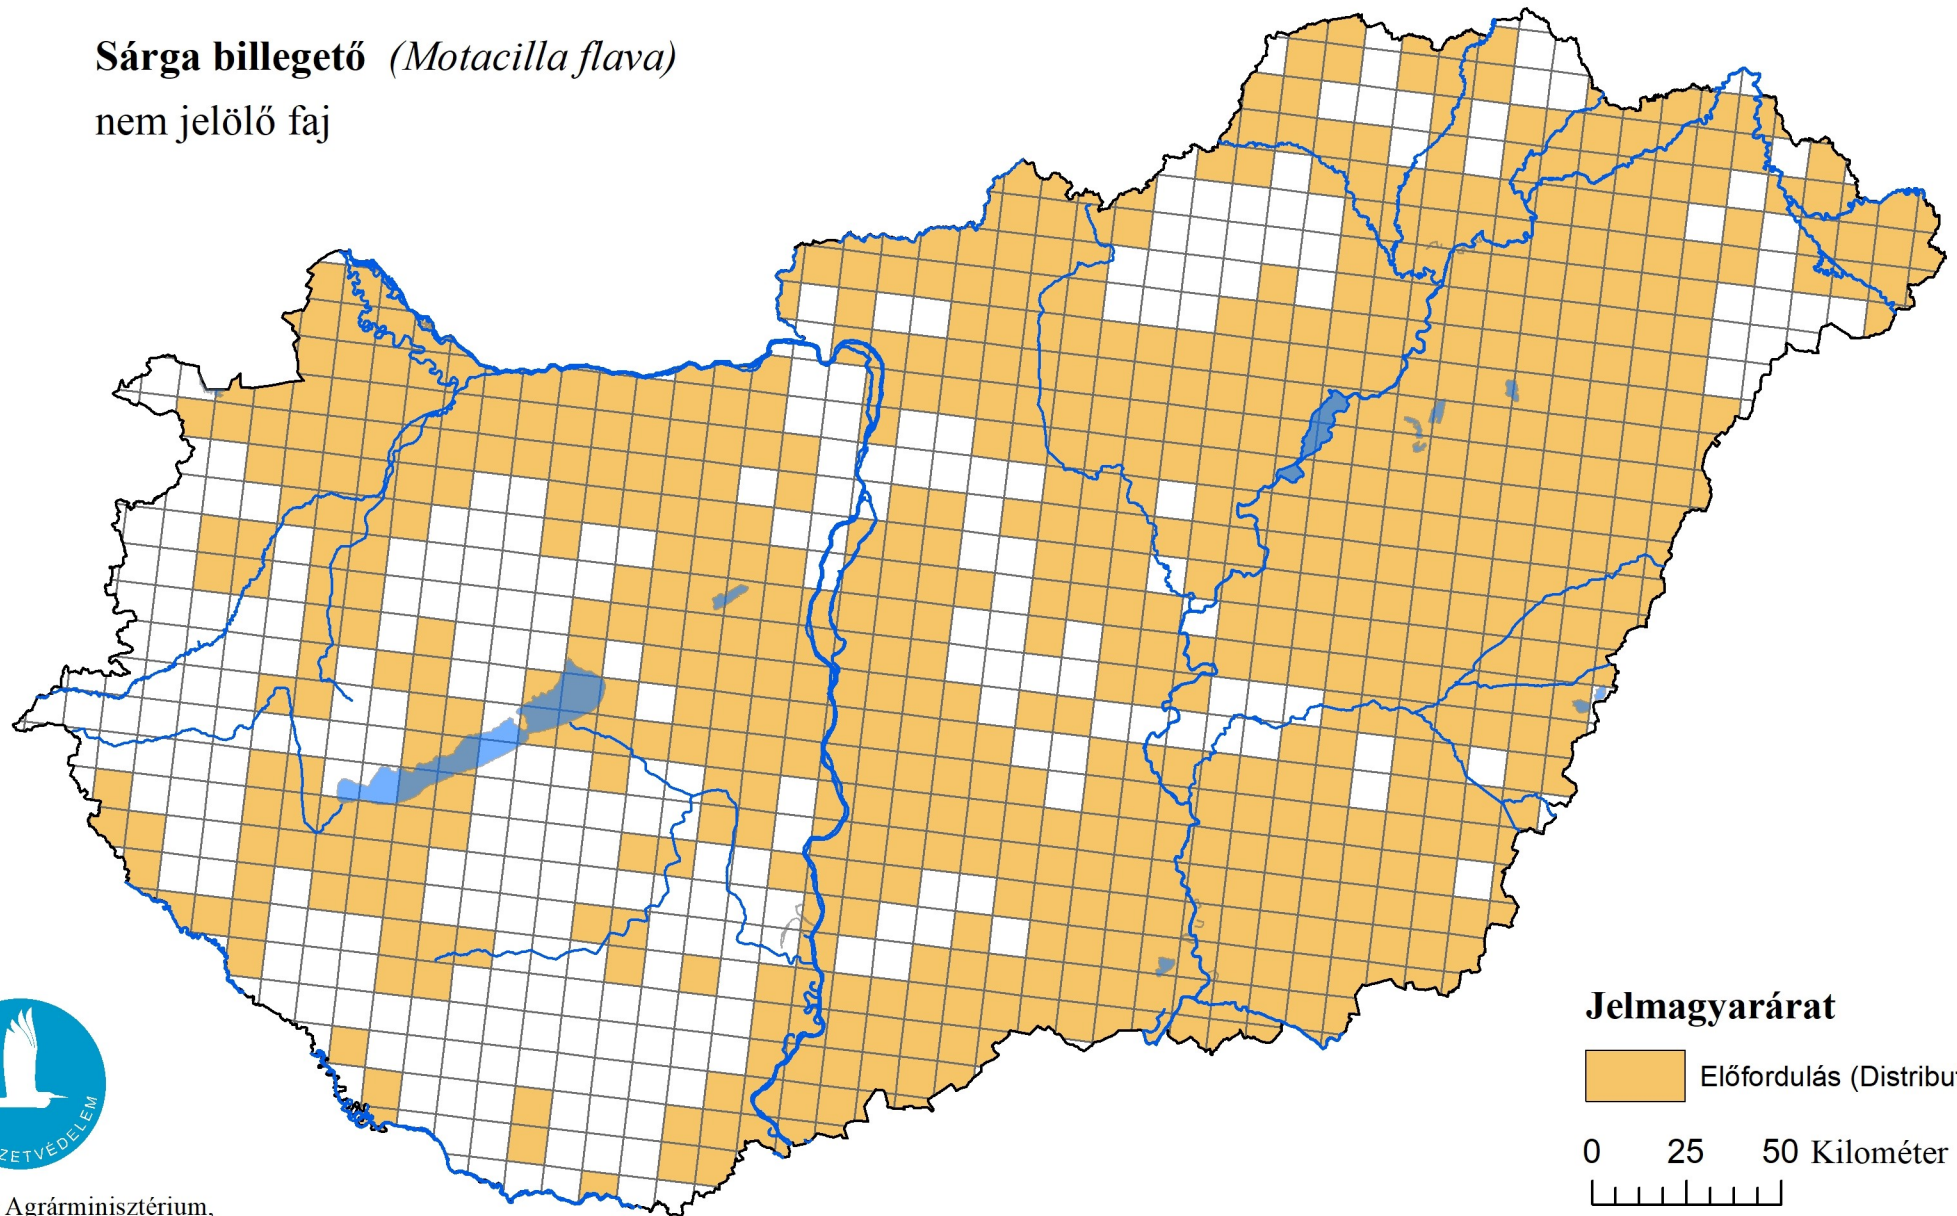 Sárga billegető (Motacilla flava)
nem jelölő faj
Jelmagyarárat
Előfordulás (Distribu
0 25 50 Kilométer
ZETVÉDELEM
Agrárminisztérium,